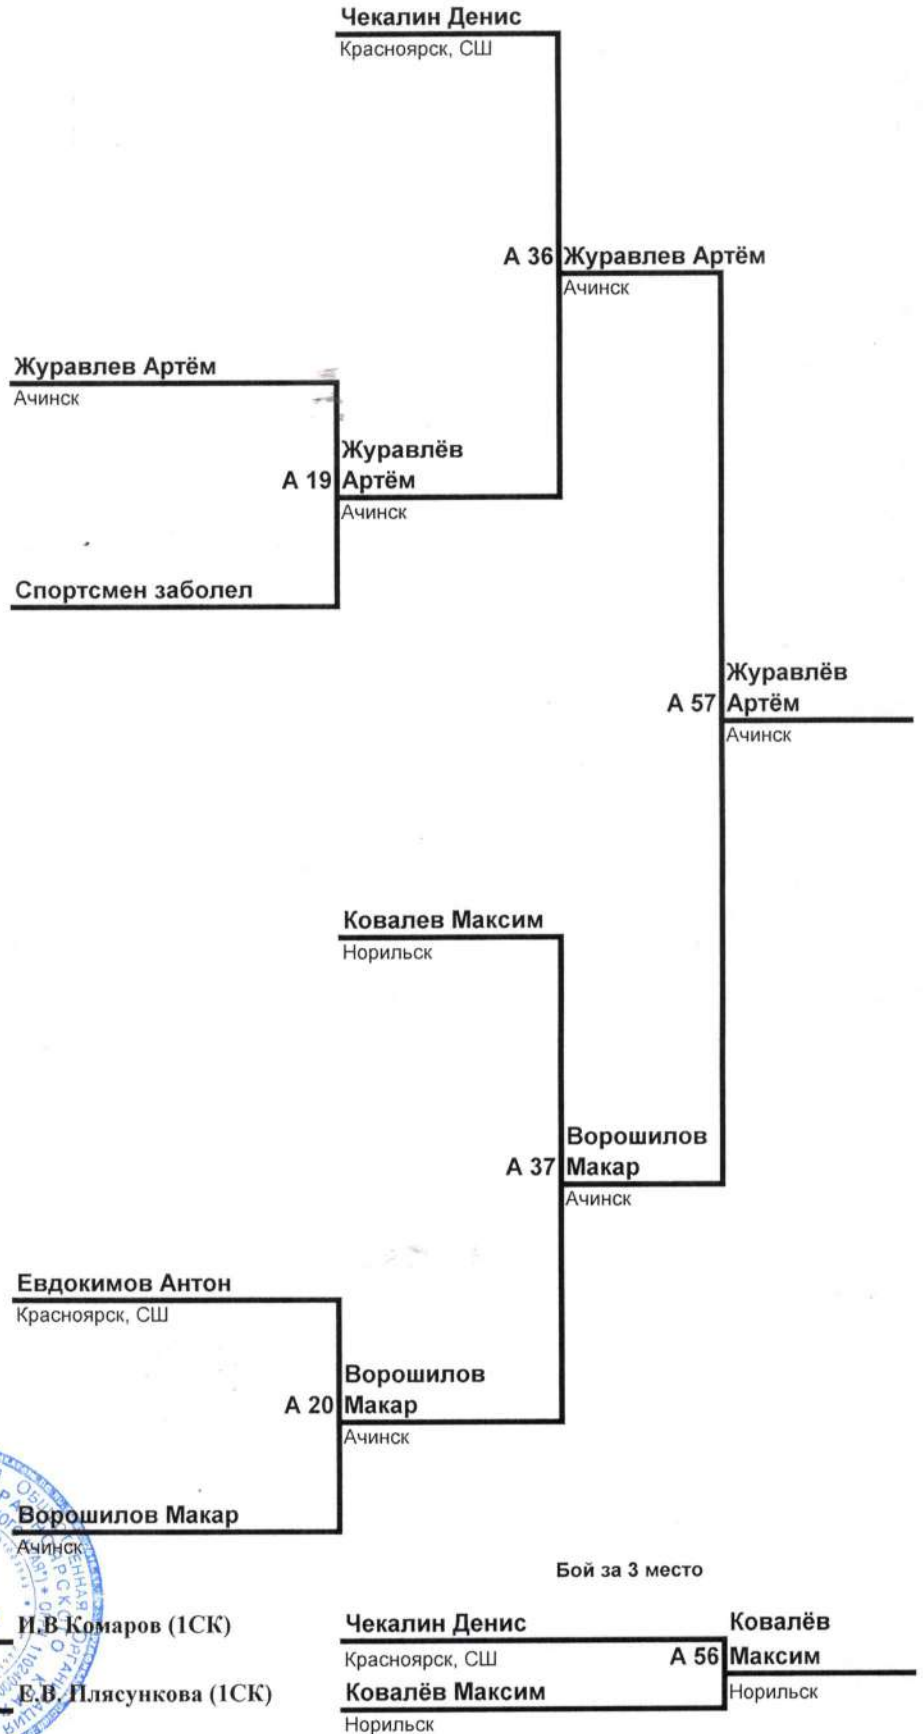 Чекалин Денис
Красноярск, СШ
А 36 Журавлев Артём
Ачинск
Журавлев Артём
Ачинск
Журавлёв
А 19 Артём
Ачинск
Спортсмен заболел
Журавлёв
А 57 Артём
Ачинск
Ковалев Максим
Норильск
Ворошилов
А 37 Макар
Ачинск
Евдокимов Антон
Красноярск, СШ
Ворошилов
А 20 Макар
Ачинск
Ворошилов Макар
Ачинск
Бой за 3 место
И.В Комаров (1СК)
Чекалин Денис
Ковалёв
Красноярск, СШ
А 56 Максим
Е.В. Плясункова (1СК)
Ковалёв Максим
Норильск
Норильск